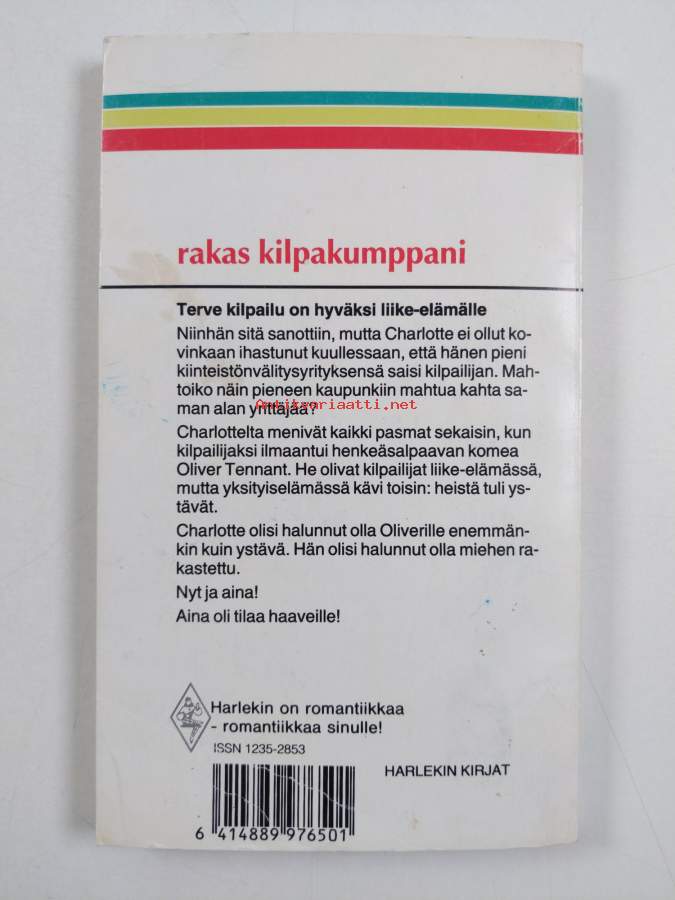 rakas kilpakumppani
Terve kilpailu on hyväksi liike-elämälle
Niinhän sitä sanottiin, mutta Charlotte ei ollut ko-
vinkaan ihastunut kuullessaan, että hänen pieni
kiinteistönvälitysyrityksensä saisi kilpailijan. Mah-
toiko näin pieneen kaupunkiin mahtua kahta sa-
man alan yrittäjää?
Antikvariaatti.net
Charlottelta menivät kaikki pasmat sekaisin, kun
kilpailijaksi ilmaantui henkeäsalpaavan komea
Oliver Tennant. He olivat kilpailijat liike-elämässä,
mutta yksityiselämässä kävi toisin: heistä tuli ys-
tävät.
Charlotte olisi halunnut olla Oliverille enemmän-
kin kuin ystävä. Hän olisi halunnut olla miehen ra-
kastettu.
Nyt ja aina!
Aina oli tilaa haaveille!
Harlekin on romantiikkaa
- romantiikkaa sinulle!
ISSN 1235-2853
HARLEKIN KIRJAT
6 414889 976501